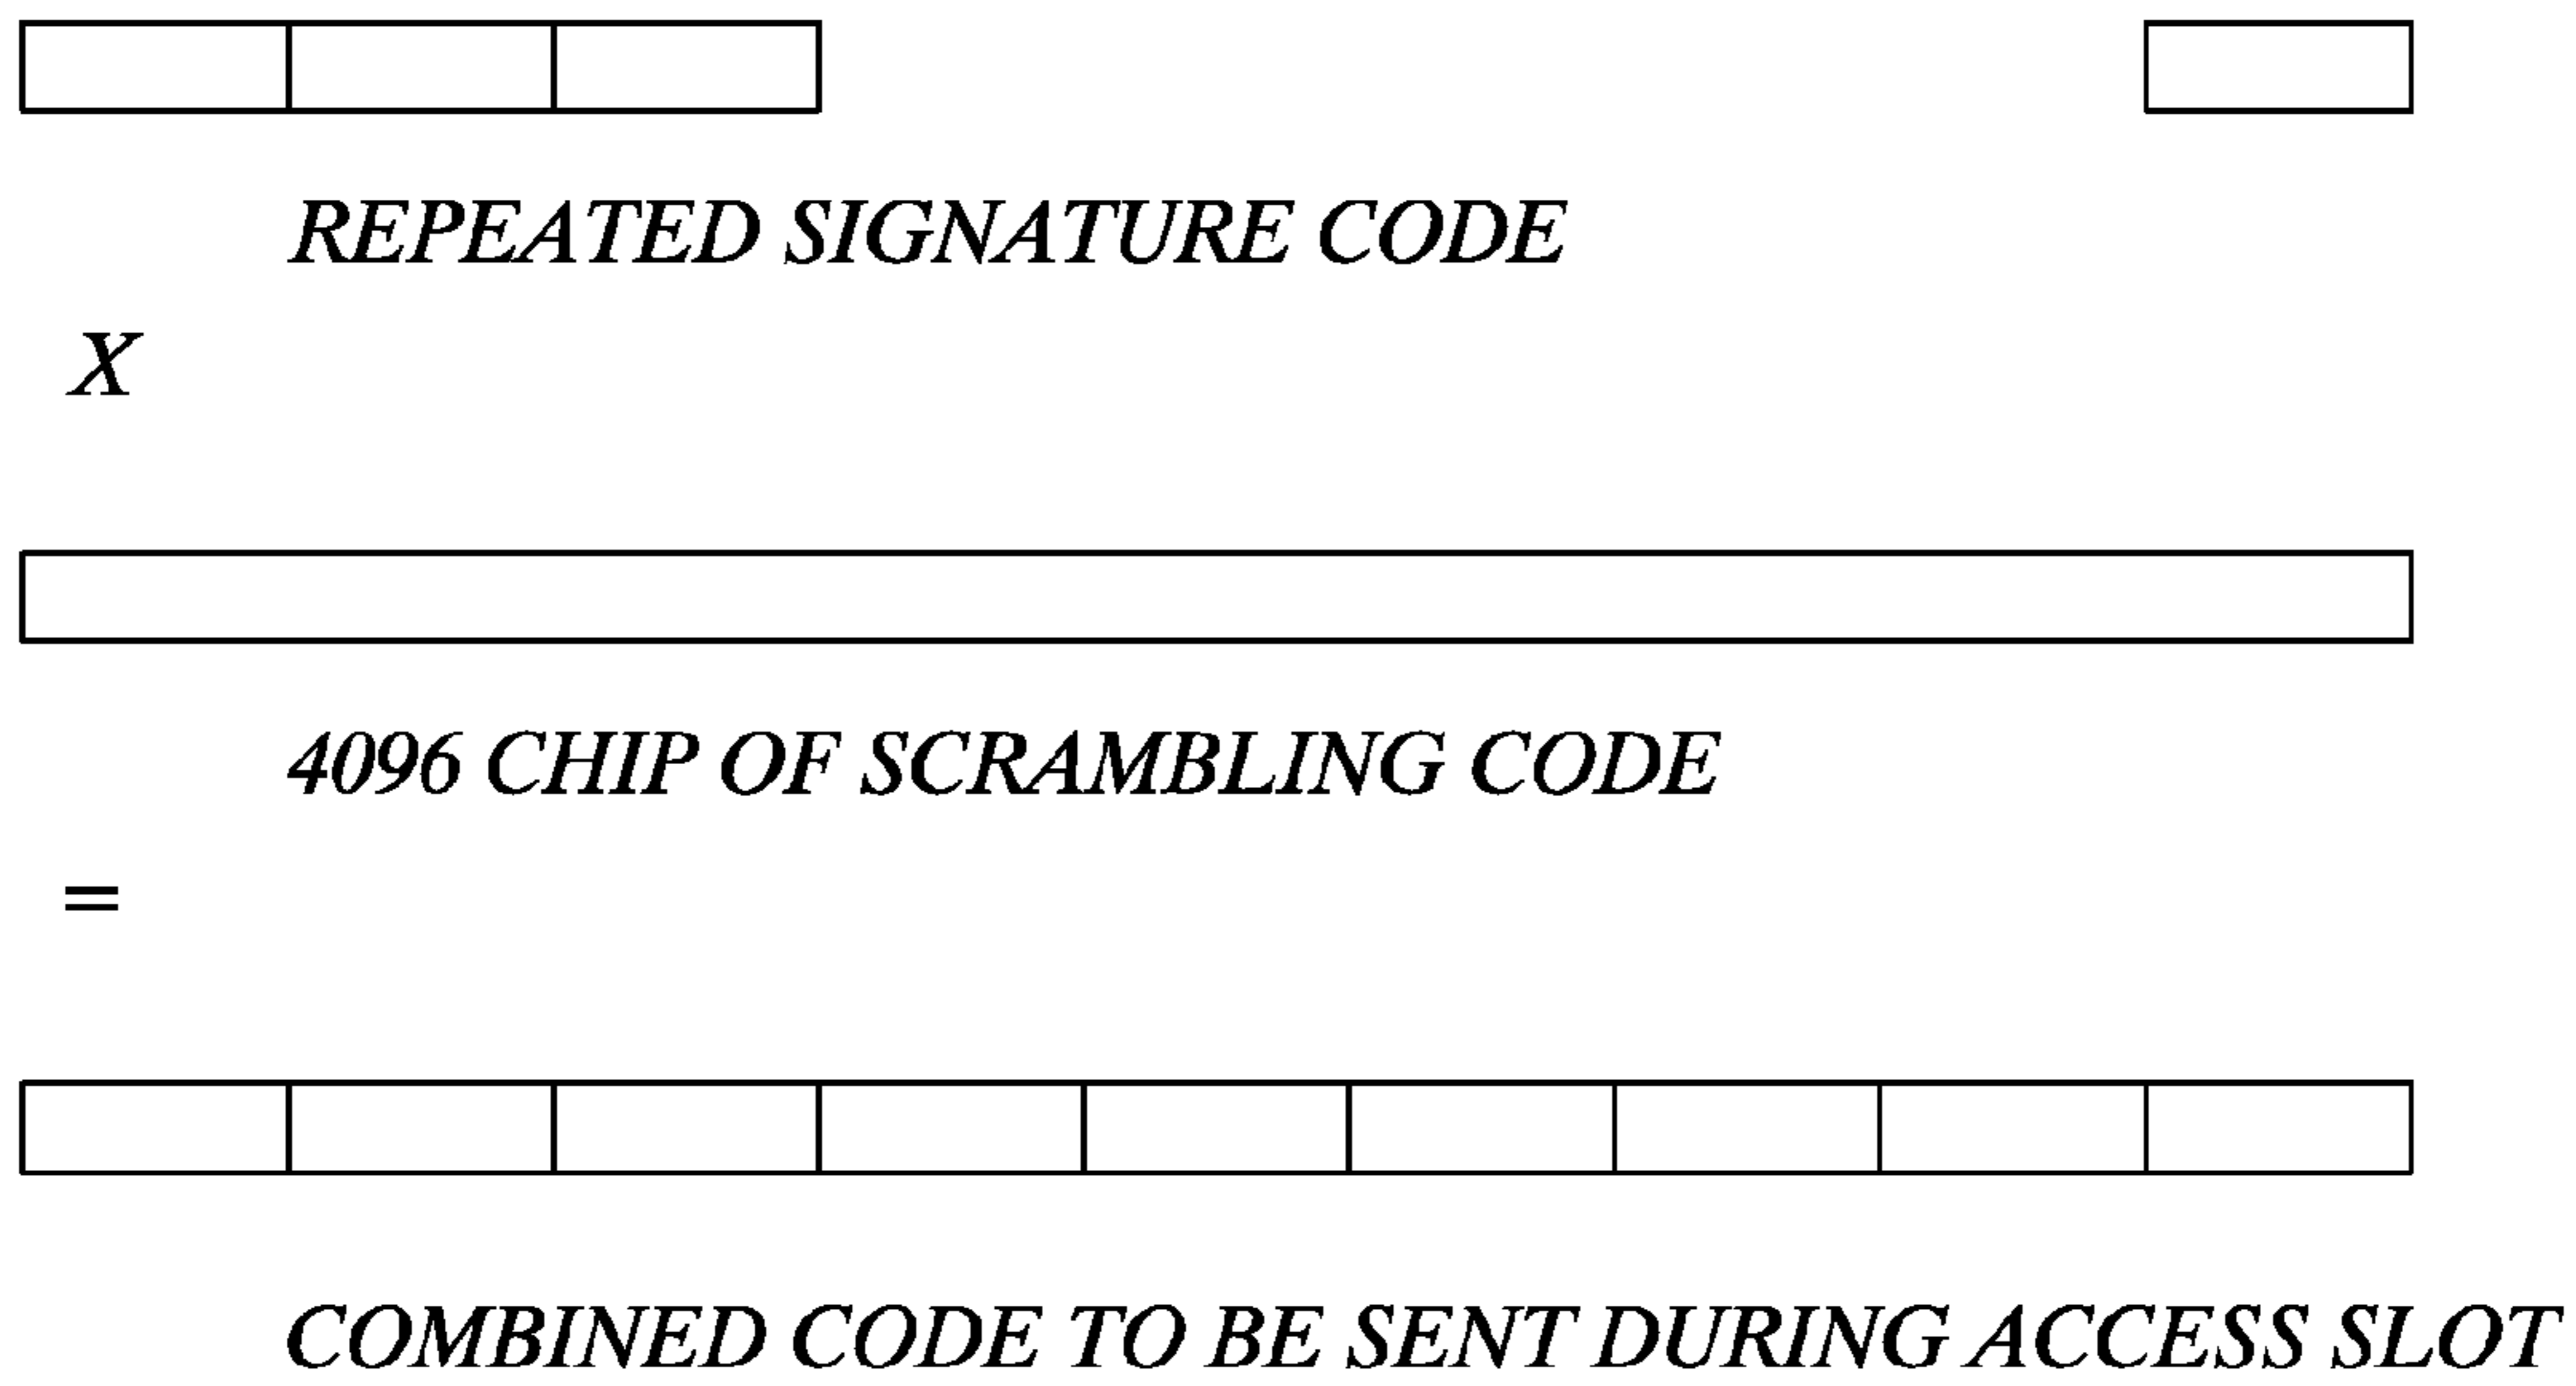 REPEATED SIGNATURE CODE
X
4096 CHIP OF SCRAMBLING CODE
=
COMBINED CODE TO BE SENT DURING ACCESS SLOT